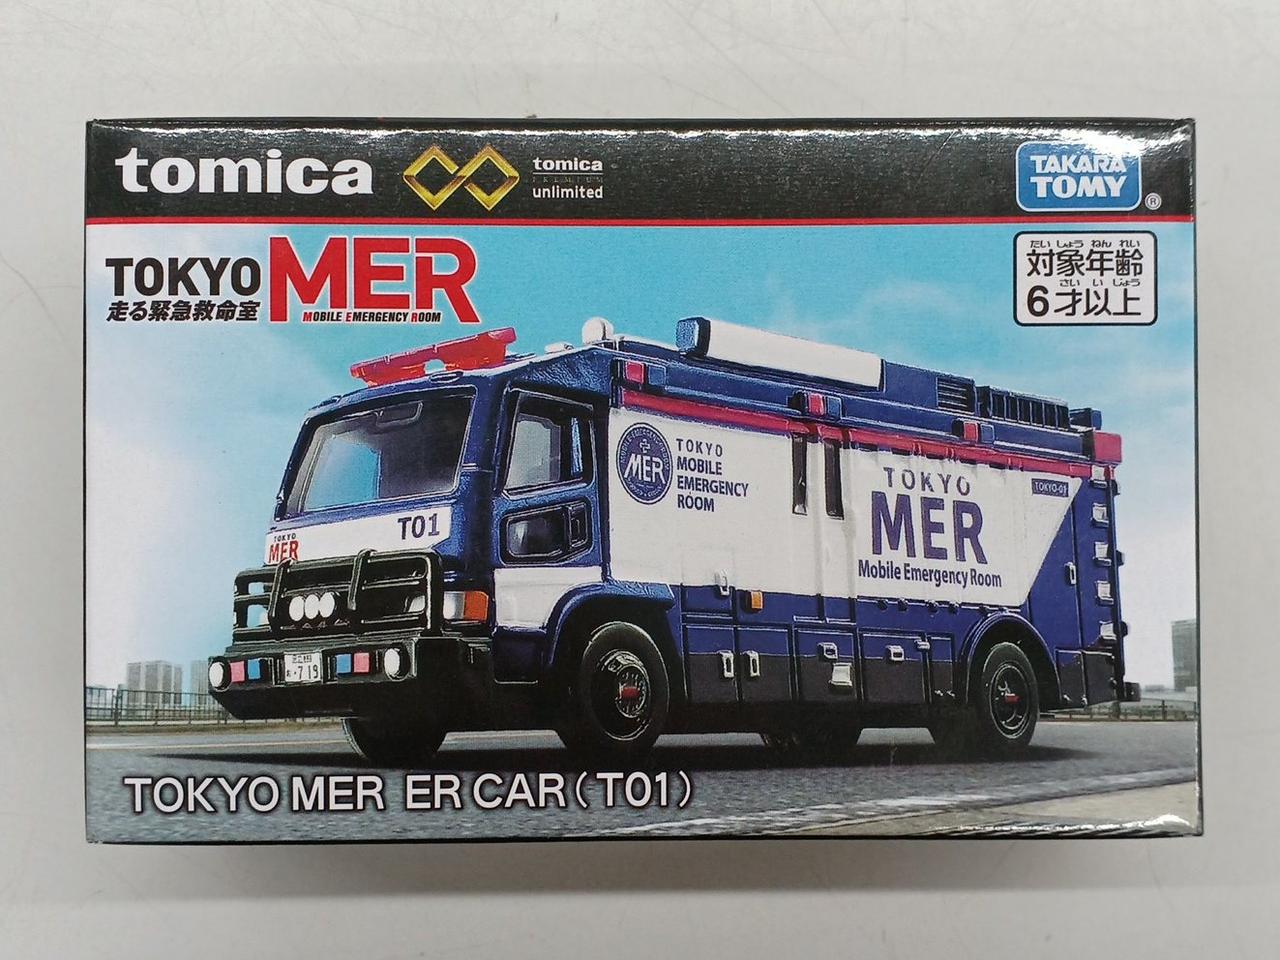 tomica
tomica
PREMIUM
unlimited
TAKARA
TOMY
®
TOKYO MER
走る緊急救命室
MOBILE EMERGENCY ROOM
たいしょうねんれい
対象年齢
さいいじょう
6才以上
TOKYO
MER
T01
719
MER
TOKYO
MOBILE
EMERGENCY
ROOM
TOKYO
MER
Mobile Emergency Room
TOKYO-01
TOKYO MER ER CAR (T01)